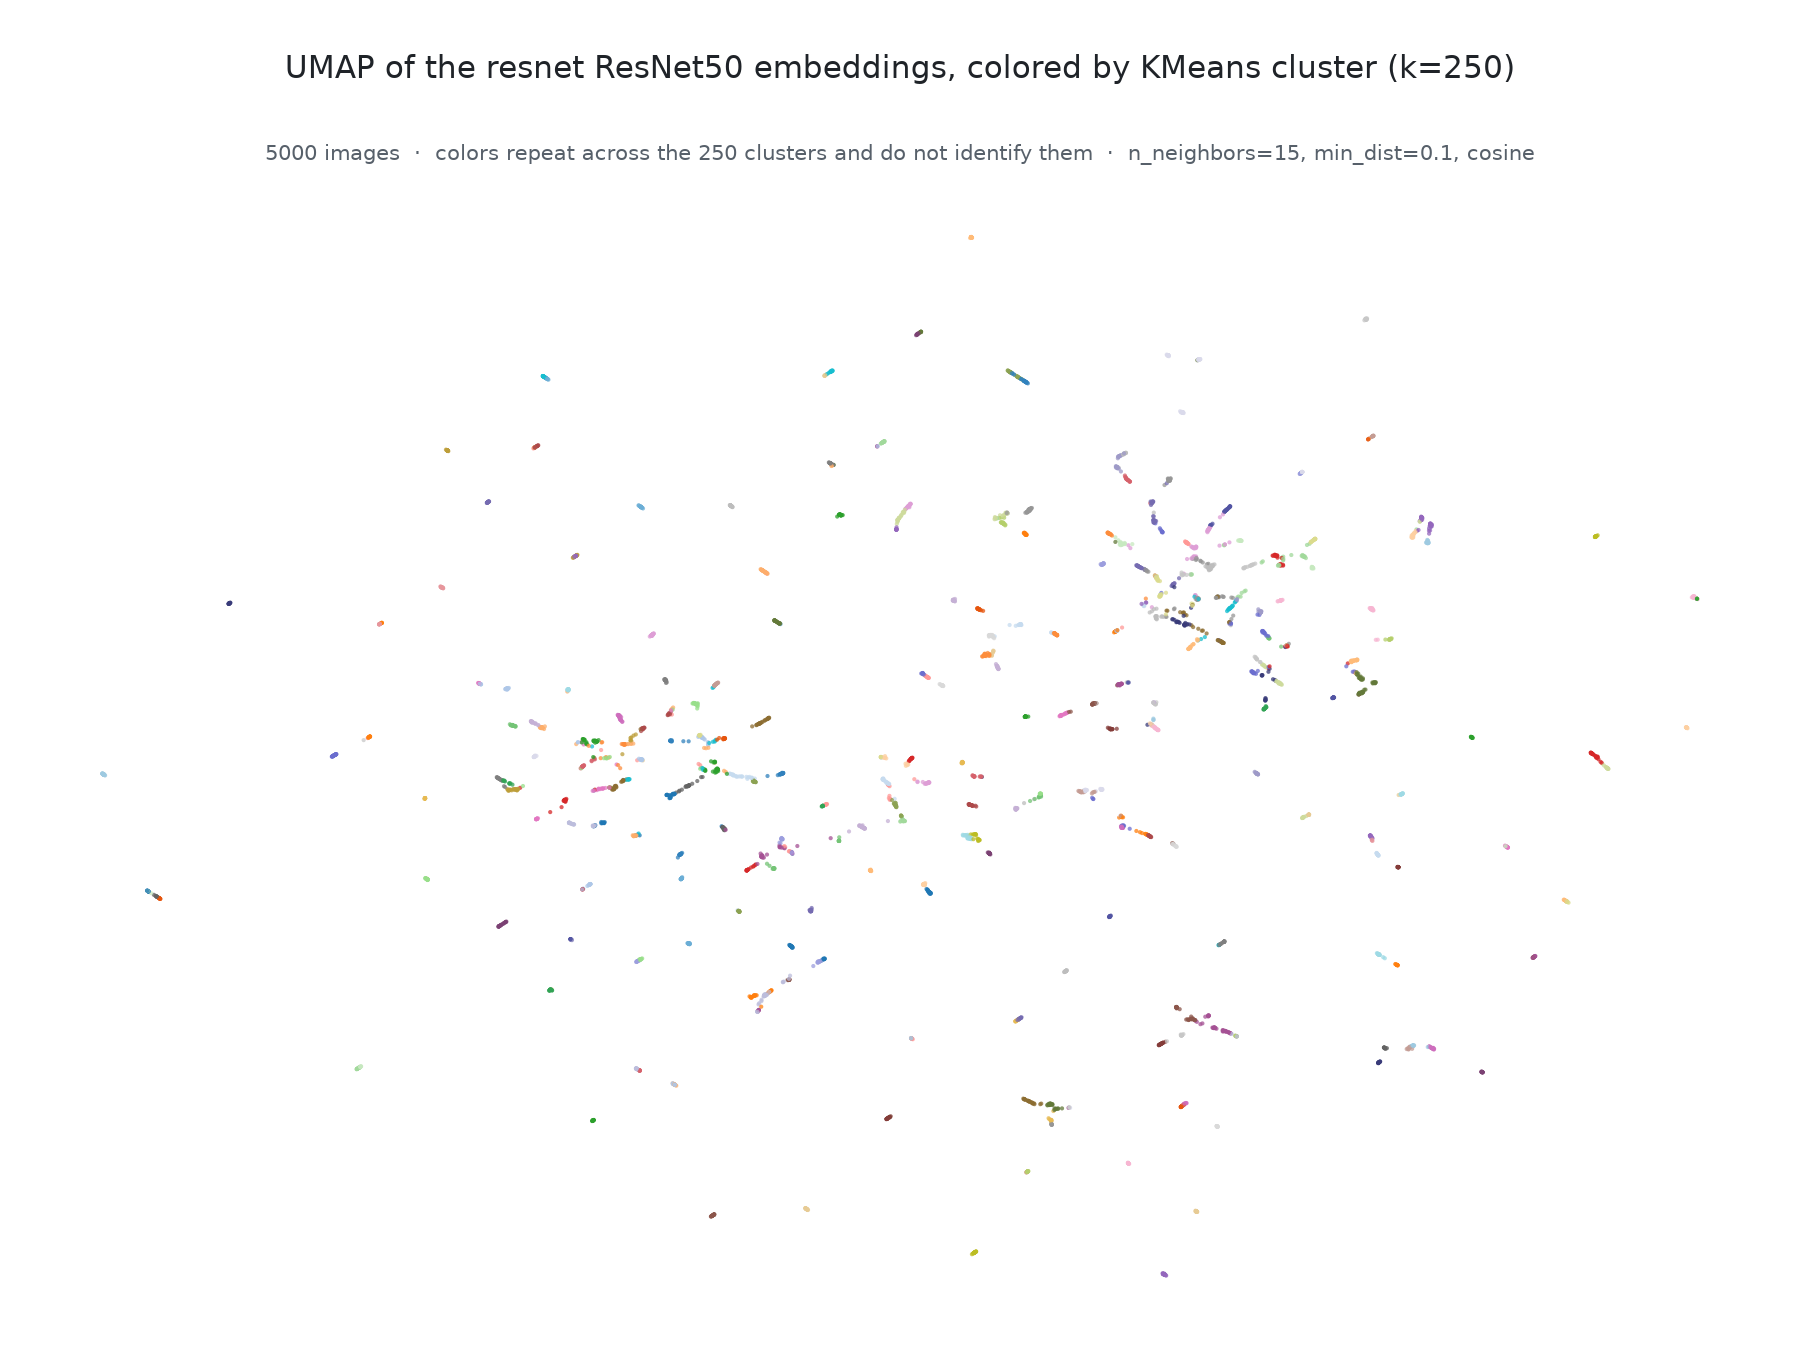 UMAP of the resnet ResNet50 embeddings, colored by KMeans cluster (k=250)
5000 images · colors repeat across the 250 clusters and do not identify them · n_neighbors=15, min_dist=0.1, cosine